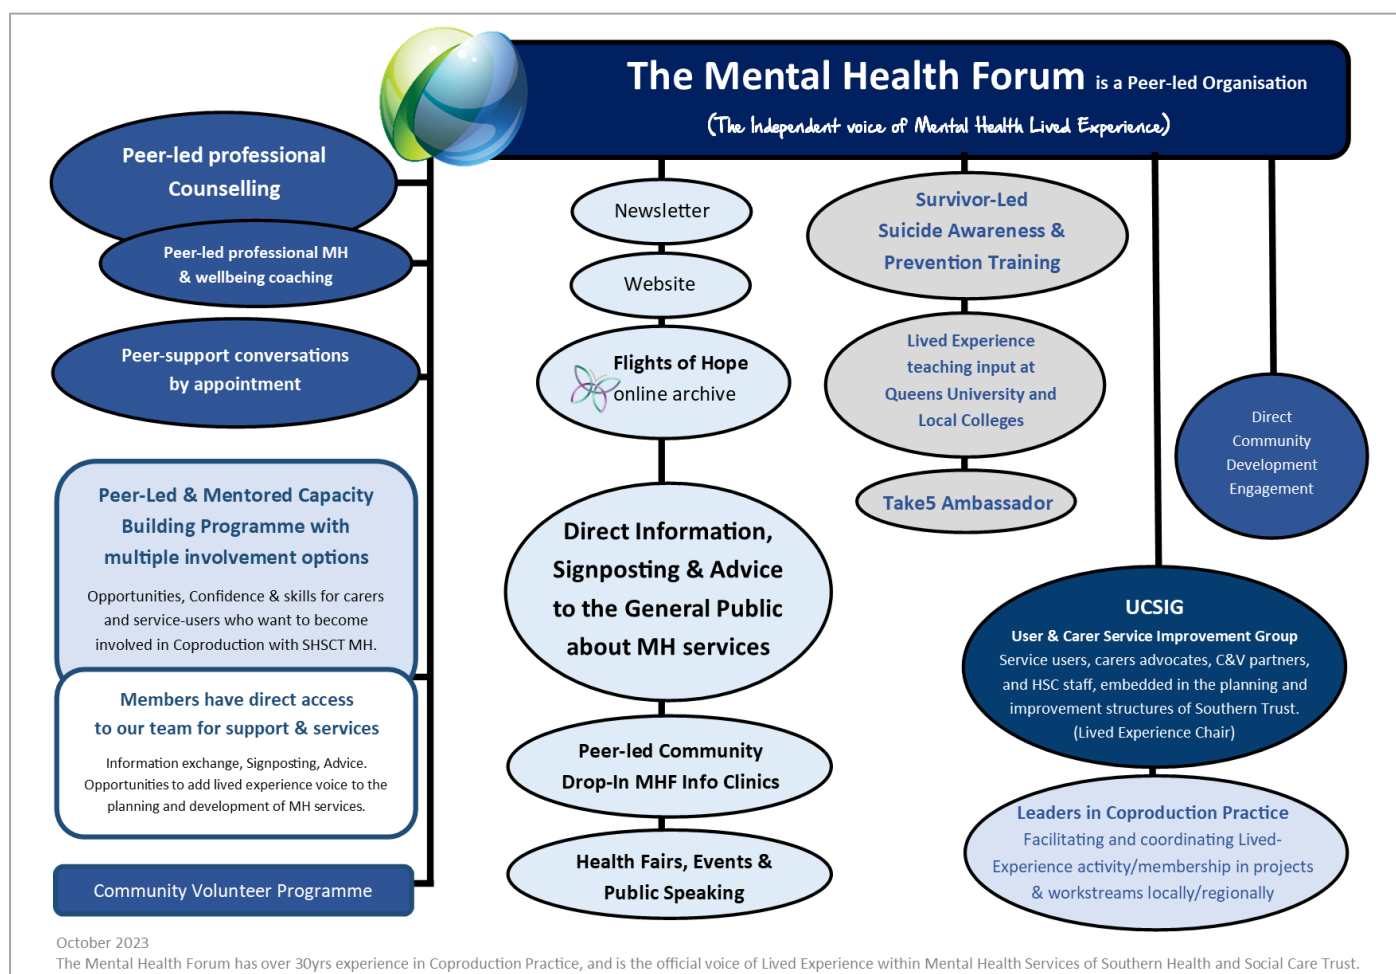 The Mental Health Forum is a Peer-led Organisation
(The Independent voice of Mental Health Lived Experience)
Peer-led professional
Counselling
Peer-led professional MH
& wellbeing coaching
Peer-support conversations
by appointment
Peer-Led & Mentored Capacity
Building Programme with
multiple involvement options
Opportunities, Confidence & skills for carers
and service-users who want to become
involved in Coproduction with SHSCT MH.
Members have direct access
to our team for support & services
Information exchange, Signposting, Advice.
Opportunities to add lived experience voice to the
planning and development of MH services.
Community Volunteer Programme
Newsletter
Website
Flights of Hope
online archive
Direct Information,
Signposting & Advice
to the General Public
about MH services
Peer-led Community
Drop-In MHF Info Clinics
Health Fairs, Events &
Public Speaking
Survivor-Led
Suicide Awareness &
Prevention Training
Lived Experience
teaching input at
Queens University and
Local Colleges
Take5 Ambassador
UCSIG
User & Carer Service Improvement Group
Service users, carers advocates, C&V partners,
and HSC staff, embedded in the planning and
improvement structures of Southern Trust.
(Lived Experience Chair)
Leaders in Coproduction Practice
Facilitating and coordinating Lived-
Experience activity/membership in projects
& workstreams locally/regionally
Direct
Community
Development
Engagement
October 2023
The Mental Health Forum has over 30yrs experience in Coproduction Practice, and is the official voice of Lived Experience within Mental Health Services of Southern Health and Social Care Trust.